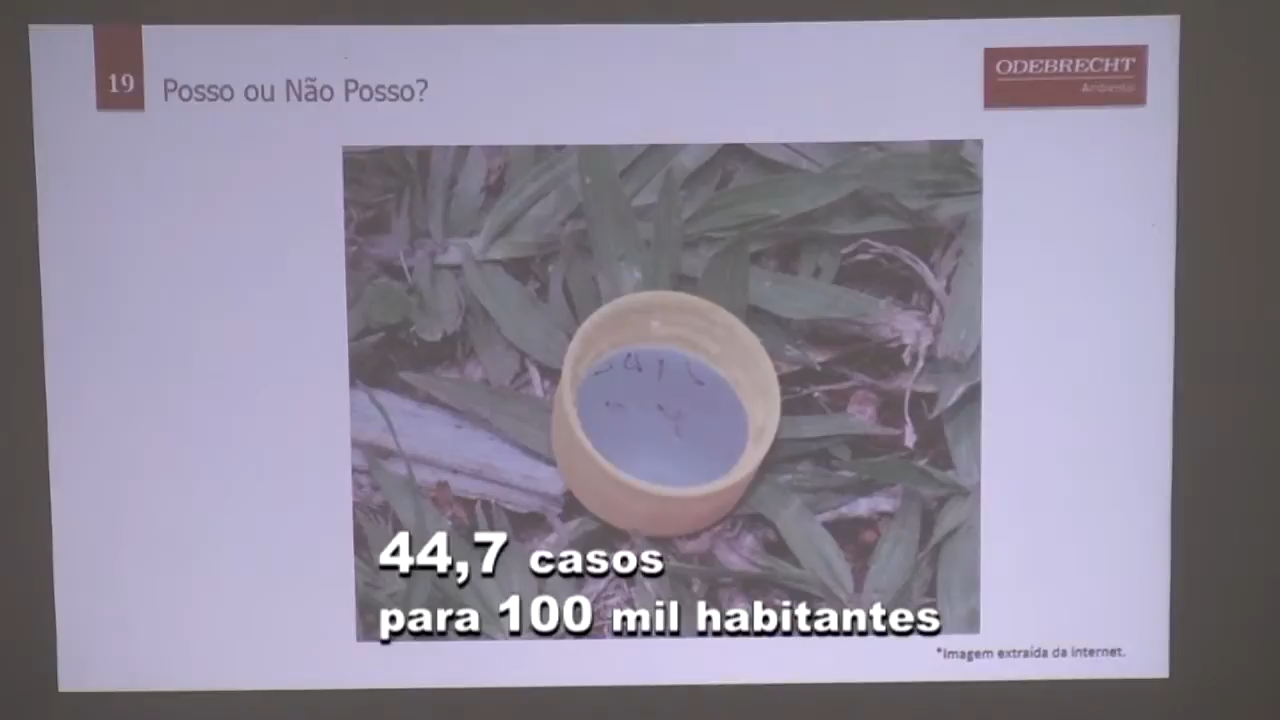 19
Posso ou Não Posso?
ODEBRECHT
Ambiental
44,7 casos
para 100 mil habitantes
*Imagem extraída da internet.